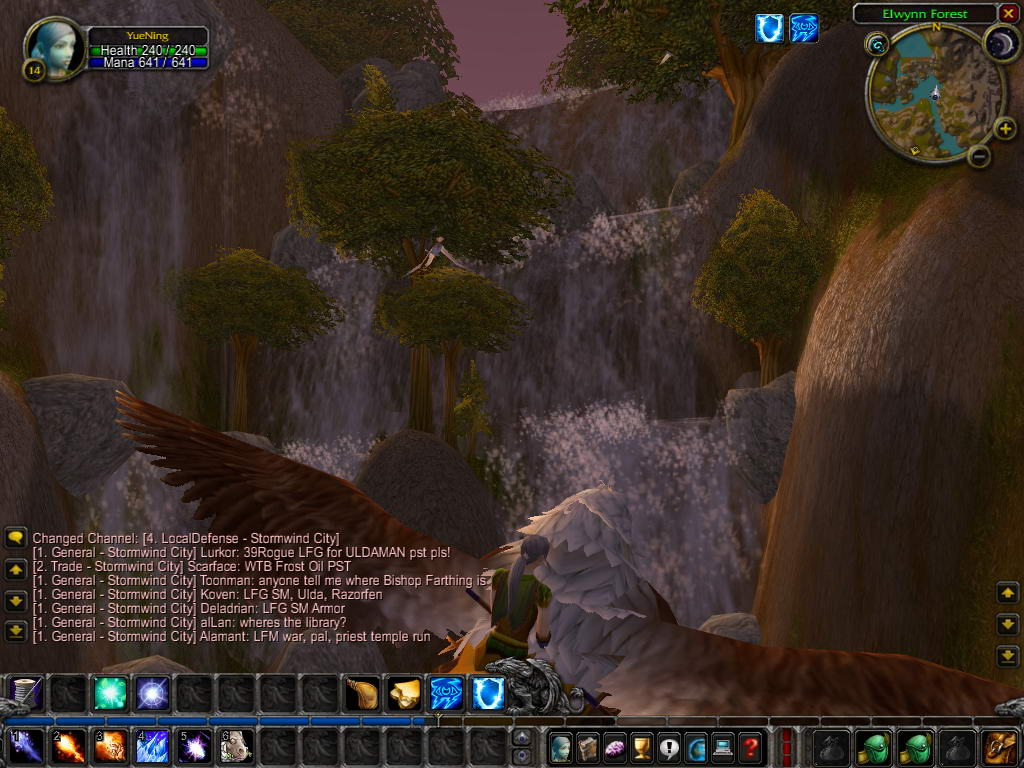 YueNing
Health 240 / 240
Mana 641 / 641
14
Elwynn Forest
N
Changed Channel: [4. LocalDefense - Stormwind City]
[1. General - Stormwind City] Lurkor: 39Rogue LFG for ULDAMAN pst pls!
[2. Trade - Stormwind City] Scarface: WTB Frost Oil PST
[1. General - Stormwind City] Toonman: anyone tell me where Bishop Farthing is
[1. General - Stormwind City] Koven: LFG SM, Ulda, Razorfen
[1. General - Stormwind City] Deladrian: LFG SM Armor
[1. General - Stormwind City] alLan: wheres the library?
[1. General - Stormwind City] Alamant: LFM war, pal, priest temple run
1 2 3 4 5 6